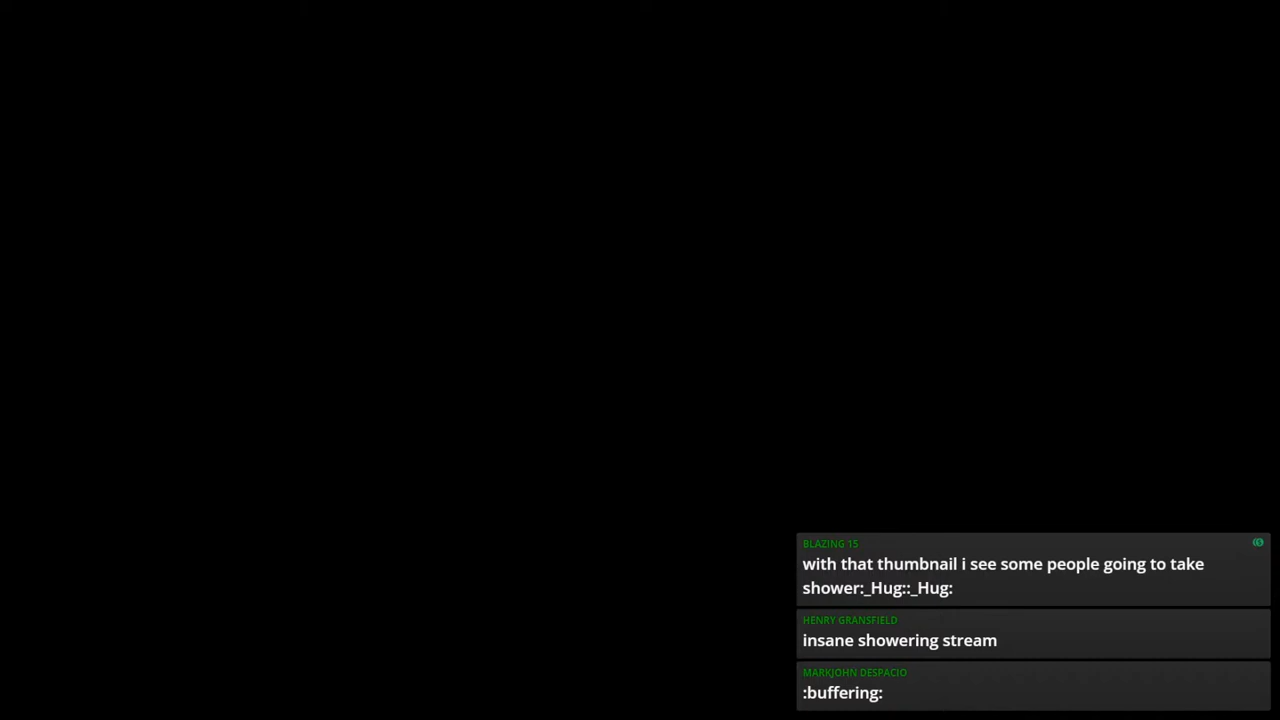 BLAZING 15
with that thumbnail i see some people going to take
shower:_Hug::_Hug:
HENRY GRANSFIELD
insane showering stream
MARKJOHN DESPACIO
:buffering: